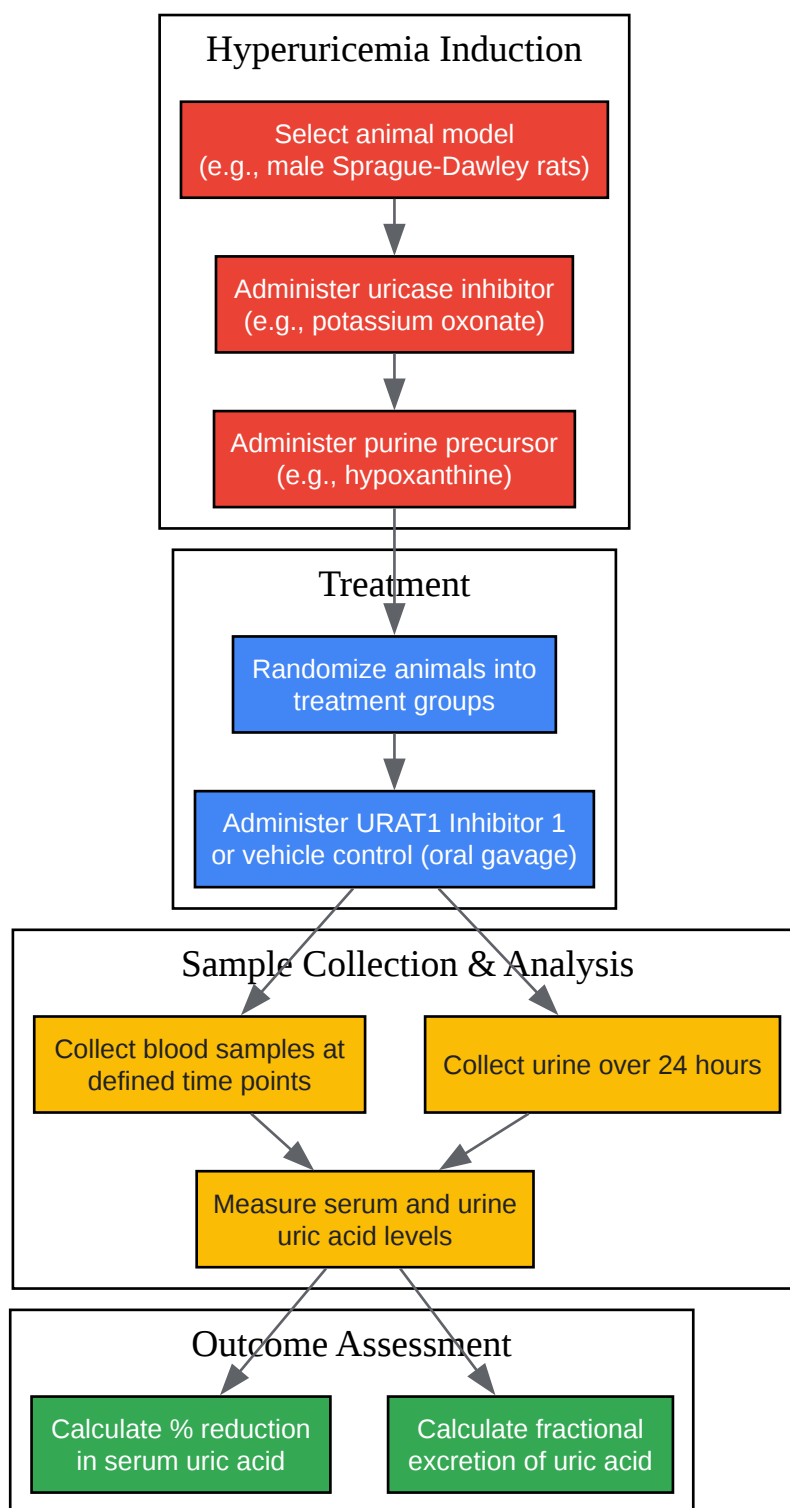 Hyperuricemia Induction
Select animal model
(e.g., male Sprague-Dawley rats)
Administer uricase inhibitor
(e.g., potassium oxonate)
Administer purine precursor
(e.g., hypoxanthine)
Treatment
Randomize animals into
treatment groups
Administer URAT1 Inhibitor 1
or vehicle control (oral gavage)
Sample Collection & Analysis
Collect blood samples at
defined time points
Collect urine over 24 hours
Measure serum and urine
uric acid levels
Outcome Assessment
Calculate % reduction
in serum uric acid
Calculate fractional
excretion of uric acid